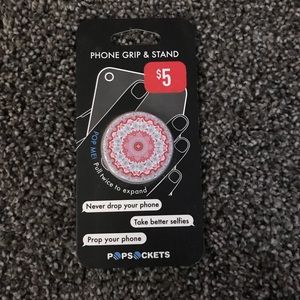 PHONE GRIP & STAND
$5
POP ME! Pull twice to expand
Never drop your phone
Take better selfies
Prop your phone
POPSOCKETS